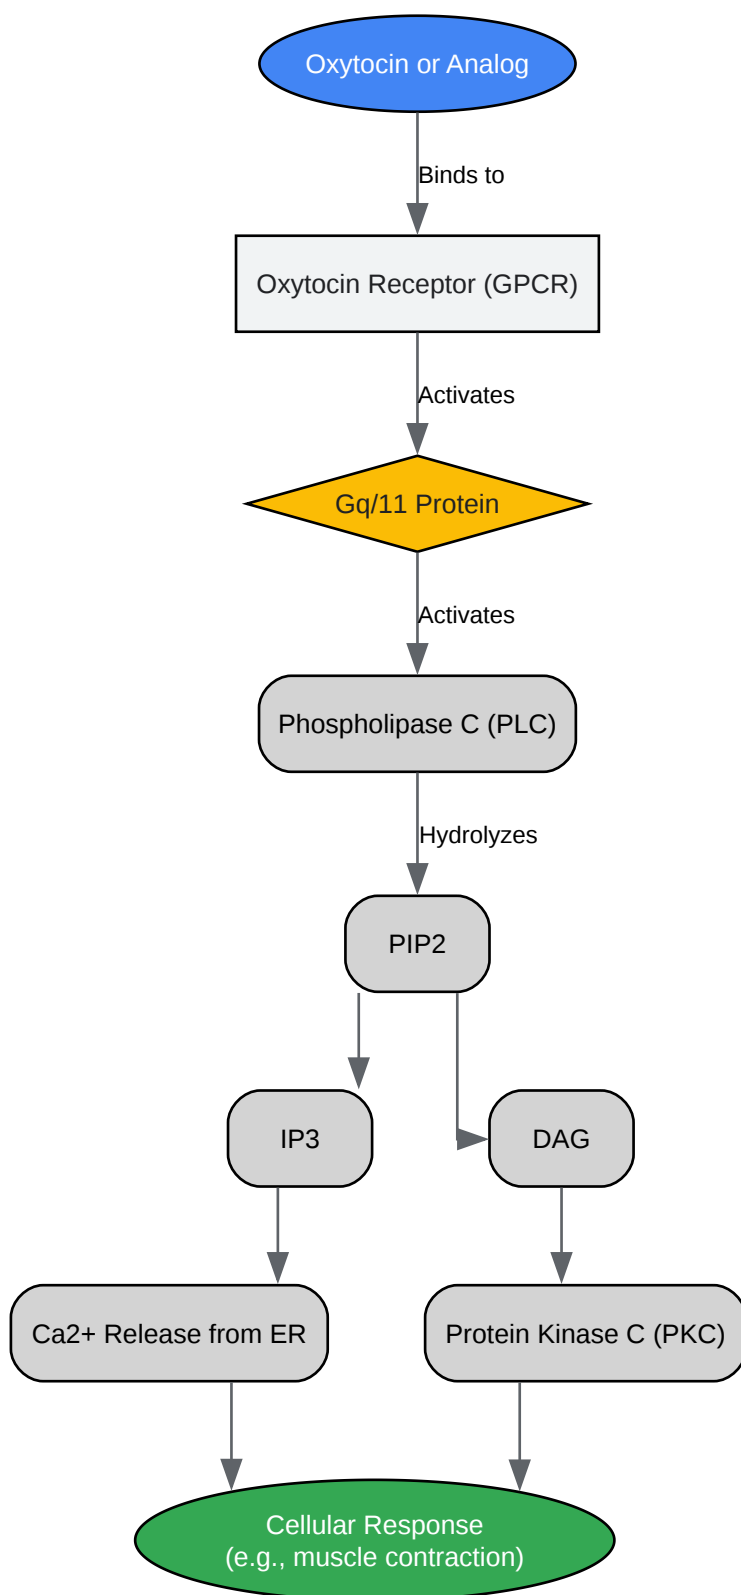 Oxytocin or Analog
Binds to
Oxytocin Receptor (GPCR)
Activates
Gq/11 Protein
Activates
Phospholipase C (PLC)
Hydrolyzes
PIP2
IP3
DAG
Ca2+ Release from ER
Protein Kinase C (PKC)
Cellular Response
(e.g., muscle contraction)